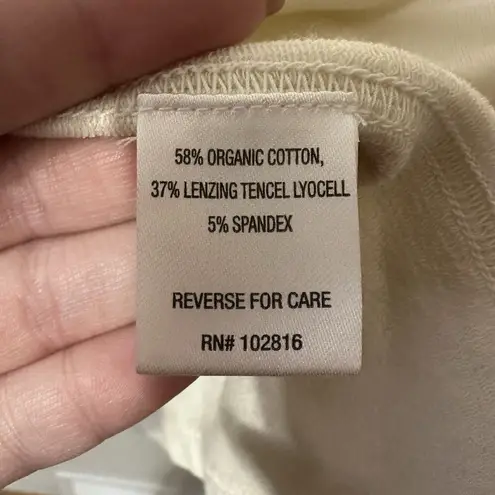 58% ORGANIC COTTON,
37% LENZING TENCEL LYOCELL
5% SPANDEX
REVERSE FOR CARE
RN# 102816